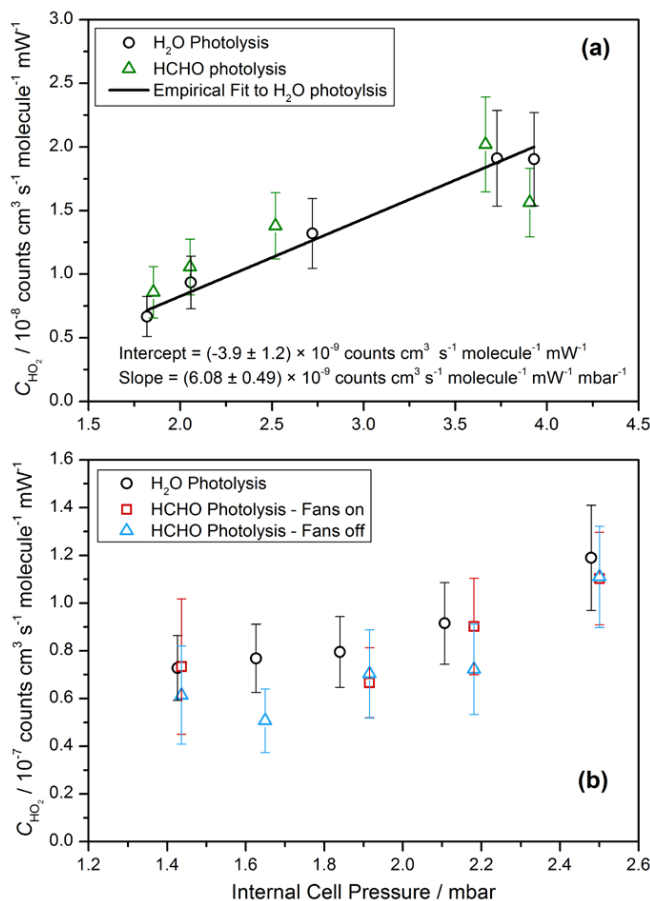 (a)
H₂O Photolysis
HCHO photolysis
Empirical Fit to H₂O photoylsis
C_HO₂ / 10⁻⁸ counts cm³ s⁻¹ molecule⁻¹ mW⁻¹
3.0
2.5
2.0
1.5
1.0
0.5
0.0
Intercept = (-3.9 ± 1.2) × 10⁻⁹ counts cm³ s⁻¹ molecule⁻¹ mW⁻¹
Slope = (6.08 ± 0.49) × 10⁻⁹ counts cm³ s⁻¹ molecule⁻¹ mW⁻¹ mbar⁻¹
1.5 2.0 2.5 3.0 3.5 4.0 4.5
H₂O Photolysis
HCHO Photolysis - Fans on
HCHO Photolysis - Fans off
C_HO₂ / 10⁻⁷ counts cm³ s⁻¹ molecule⁻¹ mW⁻¹
1.6
1.4
1.2
1.0
0.8
0.6
0.4
0.2
0.0
(b)
1.2 1.4 1.6 1.8 2.0 2.2 2.4 2.6
Internal Cell Pressure / mbar